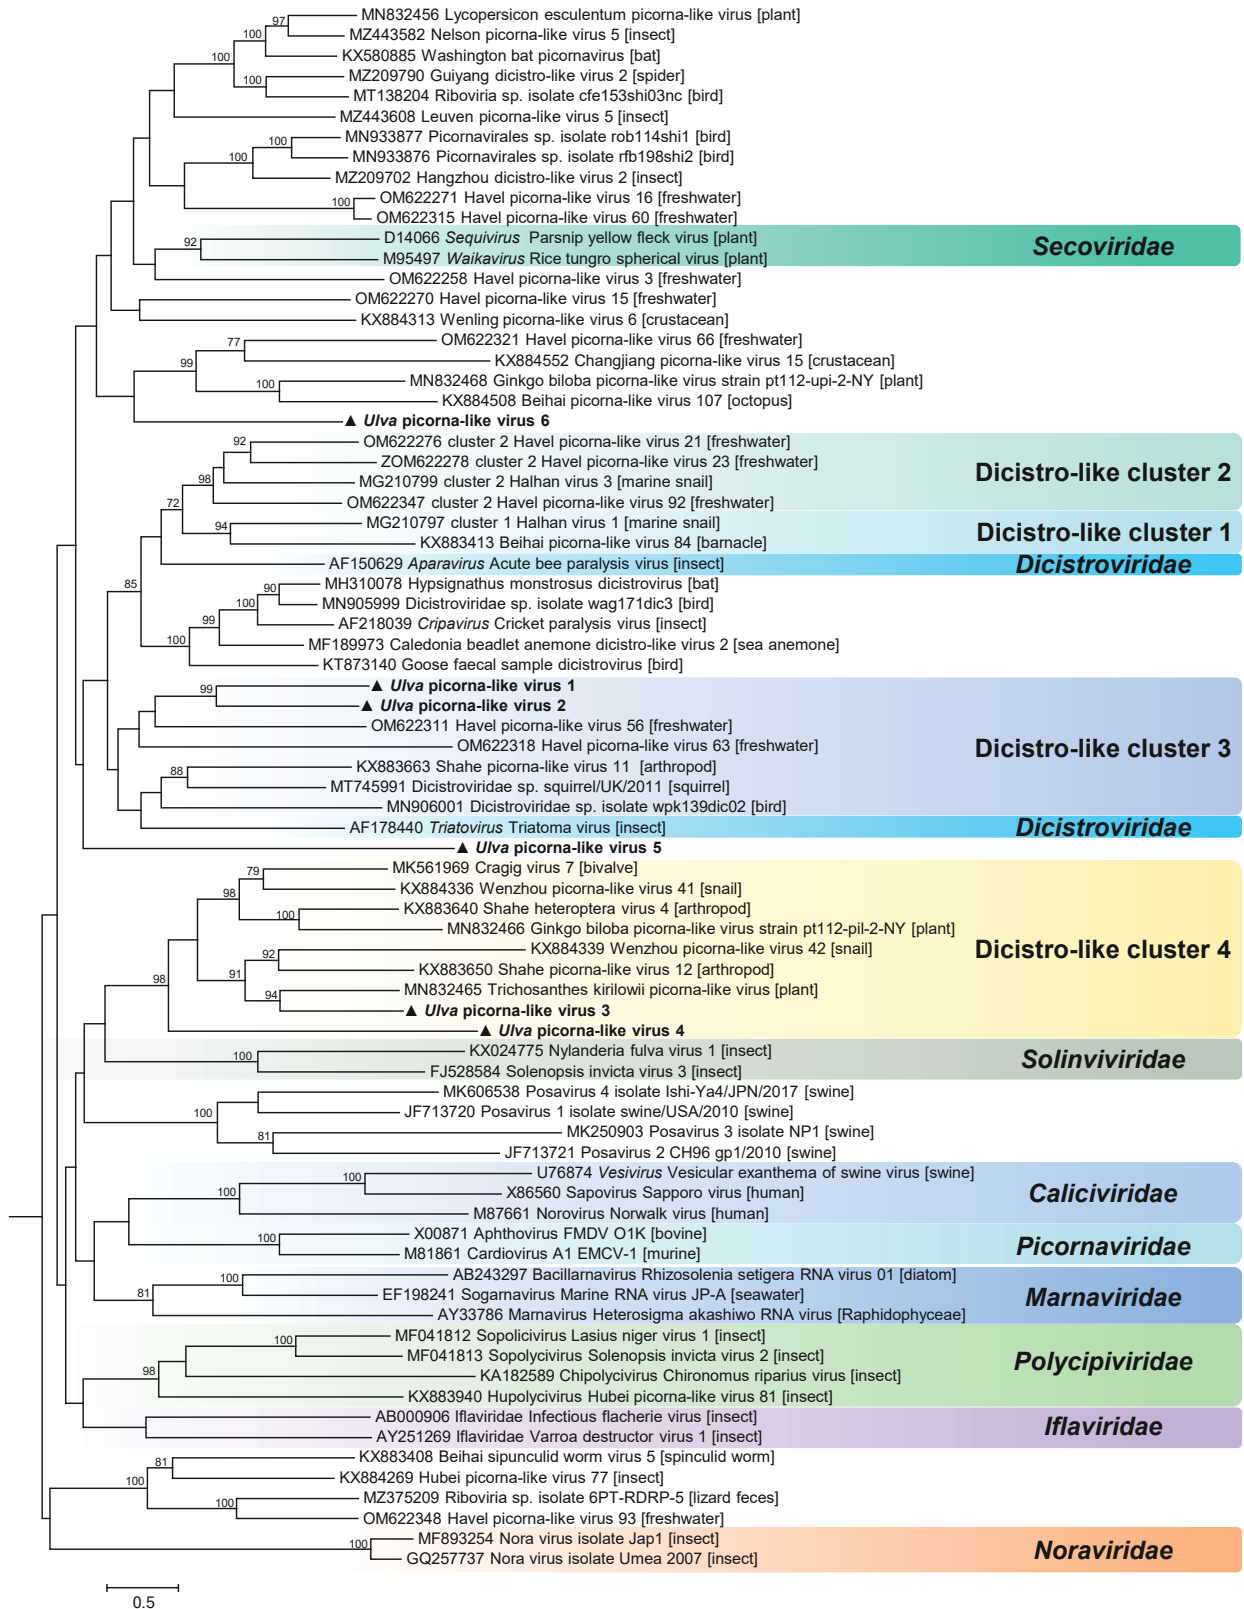 MN832456 Lycopersicon esculentum picorna-like virus [plant]
97
MZ443582 Nelson picorna-like virus 5 [insect]
100
KX580885 Washington bat picornavirus [bat]
100
MZ209790 Guiyang dicistro-like virus 2 [spider]
MT138204 Riboviria sp. isolate cfe153shi03nc [bird]
MZ443608 Leuven picorna-like virus 5 [insect]
100
MN933877 Picornavirales sp. isolate rob114shi1 [bird]
100
MN933876 Picornavirales sp. isolate rfb198shi2 [bird]
MZ209702 Hangzhou dicistro-like virus 2 [insect]
100
OM622271 Havel picorna-like virus 16 [freshwater]
OM622315 Havel picorna-like virus 60 [freshwater]
92
D14066 Sequivirus Parsnip yellow fleck virus [plant]
Secoviridae
M95497 Waikavirus Rice tungro spherical virus [plant]
OM622258 Havel picorna-like virus 3 [freshwater]
OM622270 Havel picorna-like virus 15 [freshwater]
KX884313 Wenling picorna-like virus 6 [crustacean]
77
OM622321 Havel picorna-like virus 66 [freshwater]
99
KX884552 Changjiang picorna-like virus 15 [crustacean]
100
MN832468 Ginkgo biloba picorna-like virus strain pt112-upi-2-NY [plant]
KX884508 Beihai picorna-like virus 107 [octopus]
▲ Ulva picorna-like virus 6
92
OM622276 cluster 2 Havel picorna-like virus 21 [freshwater]
ZOM622278 cluster 2 Havel picorna-like virus 23 [freshwater]
Dicistro-like cluster 2
98
MG210799 cluster 2 Halhan virus 3 [marine snail]
72
OM622347 cluster 2 Havel picorna-like virus 92 [freshwater]
94
MG210797 cluster 1 Halhan virus 1 [marine snail]
Dicistro-like cluster 1
KX883413 Beihai picorna-like virus 84 [barnacle]
AF150629 Aparavirus Acute bee paralysis virus [insect]
Dicistroviridae
85
90
MH310078 Hypsignathus monstrosus dicistrovirus [bat]
100
MN905999 Dicistroviridae sp. isolate wag171dic3 [bird]
99
AF218039 Cripavirus Cricket paralysis virus [insect]
100
MF189973 Caledonia beadlet anemone dicistro-like virus 2 [sea anemone]
KT873140 Goose faecal sample dicistrovirus [bird]
99
▲ Ulva picorna-like virus 1
▲ Ulva picorna-like virus 2
OM622311 Havel picorna-like virus 56 [freshwater]
OM622318 Havel picorna-like virus 63 [freshwater]
Dicistro-like cluster 3
88
KX883663 Shahe picorna-like virus 11 [arthropod]
MT745991 Dicistroviridae sp. squirrel/UK/2011 [squirrel]
MN906001 Dicistroviridae sp. isolate wpk139dic02 [bird]
AF178440 Triatovirus Triatoma virus [insect]
Dicistroviridae
▲ Ulva picorna-like virus 5
79
MK561969 Cragig virus 7 [bivalve]
98
KX884336 Wenzhou picorna-like virus 41 [snail]
100
KX883640 Shahe heteroptera virus 4 [arthropod]
MN832466 Ginkgo biloba picorna-like virus strain pt112-pil-2-NY [plant]
92
KX884339 Wenzhou picorna-like virus 42 [snail]
Dicistro-like cluster 4
98
91
KX883650 Shahe picorna-like virus 12 [arthropod]
94
MN832465 Trichosanthes kirilowii picorna-like virus [plant]
▲ Ulva picorna-like virus 3
▲ Ulva picorna-like virus 4
100
KX024775 Nylanderia fulva virus 1 [insect]
Solinviviridae
FJ528584 Solenopsis invicta virus 3 [insect]
MK606538 Posavirus 4 isolate Ishi-Ya4/JPN/2017 [swine]
100
JF713720 Posavirus 1 isolate swine/USA/2010 [swine]
81
MK250903 Posavirus 3 isolate NP1 [swine]
JF713721 Posavirus 2 CH96 gp1/2010 [swine]
100
U76874 Vesivirus Vesicular exanthema of swine virus [swine]
100
X86560 Sapovirus Sapporo virus [human]
Caliciviridae
M87661 Norovirus Norwalk virus [human]
100
X00871 Aphthovirus FMDV O1K [bovine]
Picornaviridae
M81861 Cardiovirus A1 EMCV-1 [murine]
100
AB243297 Bacillarnavirus Rhizosolenia setigera RNA virus 01 [diatom]
81
EF198241 Sogarnavirus Marine RNA virus JP-A [seawater]
Marnaviridae
AY33786 Marnavirus Heterosigma akashiwo RNA virus [Raphidophyceae]
100
MF041812 Sopolicivirus Lasius niger virus 1 [insect]
MF041813 Sopolycivirus Solenopsis invicta virus 2 [insect]
Polycipiviridae
98
KA182589 Chipolycivirus Chironomus riparius virus [insect]
KX883940 Hupolycivirus Hubei picorna-like virus 81 [insect]
AB000906 Iflaviridae Infectious flacherie virus [insect]
Iflaviridae
AY251269 Iflaviridae Varroa destructor virus 1 [insect]
81
KX883408 Beihai sipunculid worm virus 5 [spinculid worm]
100
KX884269 Hubei picorna-like virus 77 [insect]
100
MZ375209 Riboviria sp. isolate 6PT-RDRP-5 [lizard feces]
OM622348 Havel picorna-like virus 93 [freshwater]
100
MF893254 Nora virus isolate Jap1 [insect]
Noraviridae
GQ257737 Nora virus isolate Umea 2007 [insect]
0.5